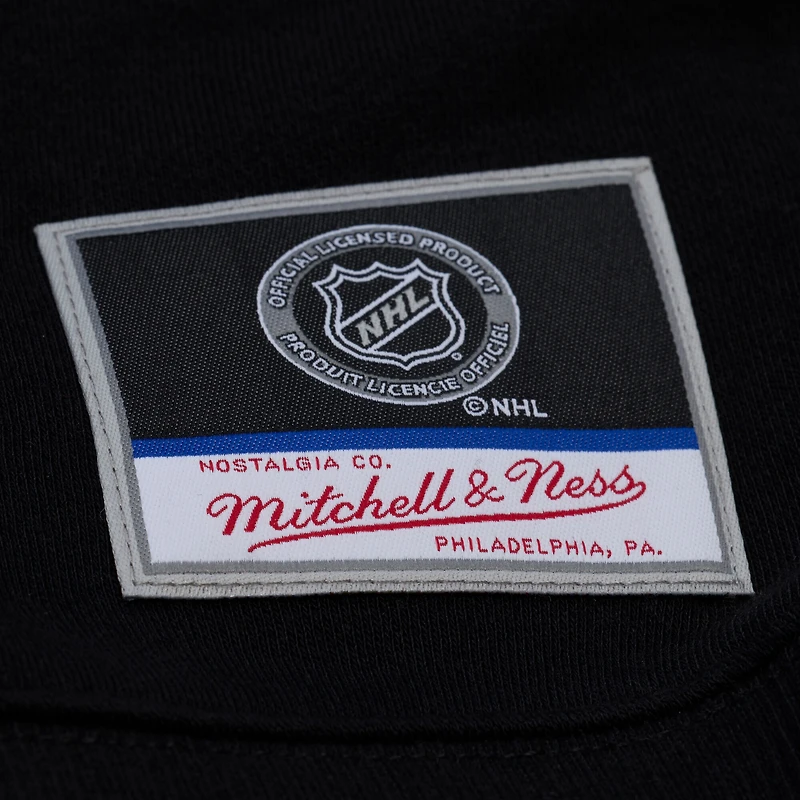 OFFICIAL LICENSED PRODUCT
NHL
PRODUIT LICENCIE OFFICIEL
©NHL
NOSTALGIA CO.
Mitchell & Ness
PHILADELPHIA, PA.